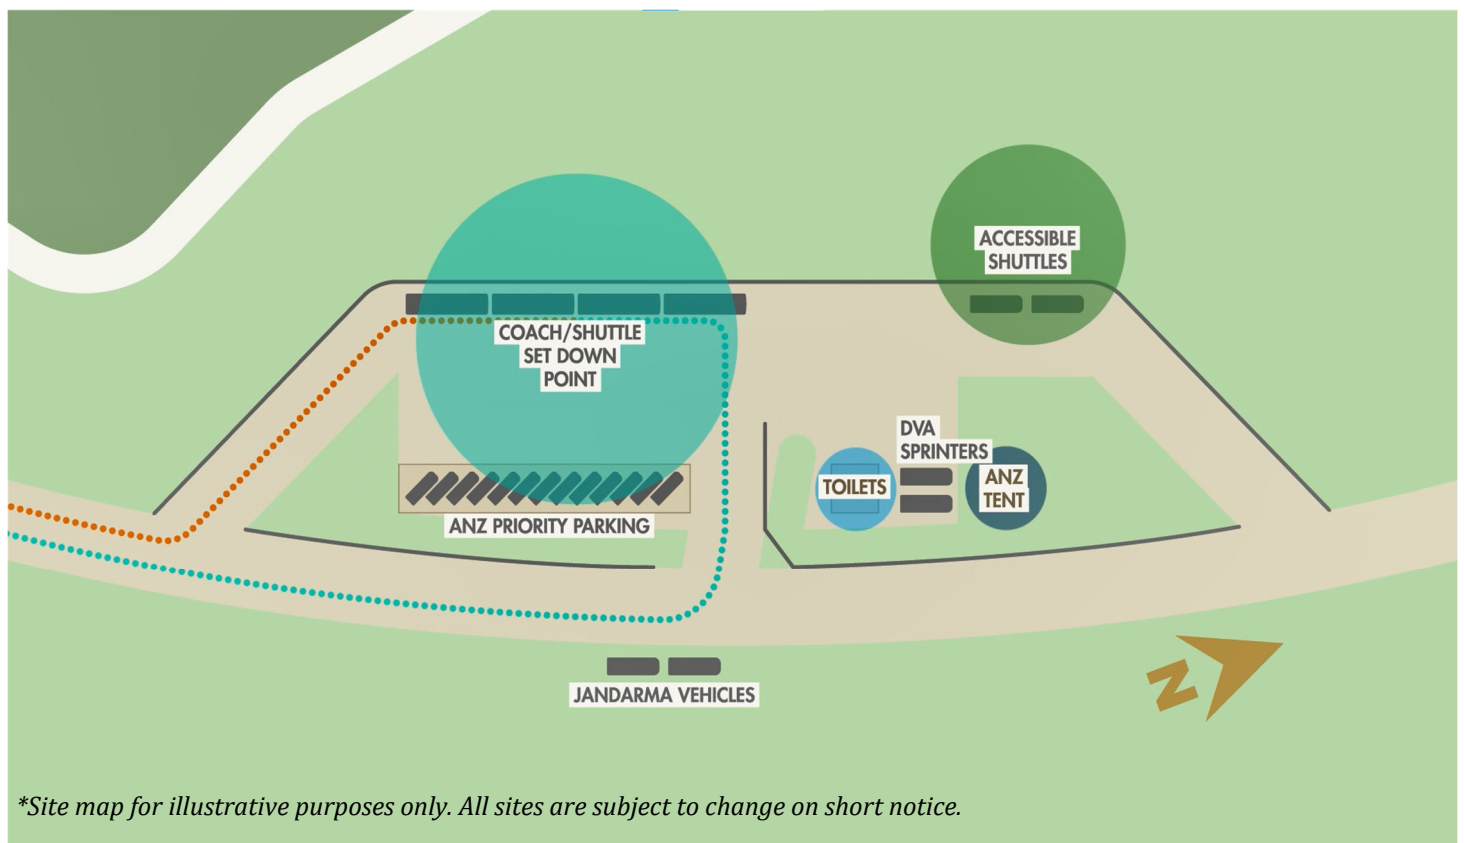 ACCESSIBLE
SHUTTLES
COACH/SHUTTLE
SET DOWN
POINT
DVA
SPRINTERS
TOILETS
ANZ
TENT
ANZ PRIORITY PARKING
N
JANDARMA VEHICLES
*Site map for illustrative purposes only. All sites are subject to change on short notice.